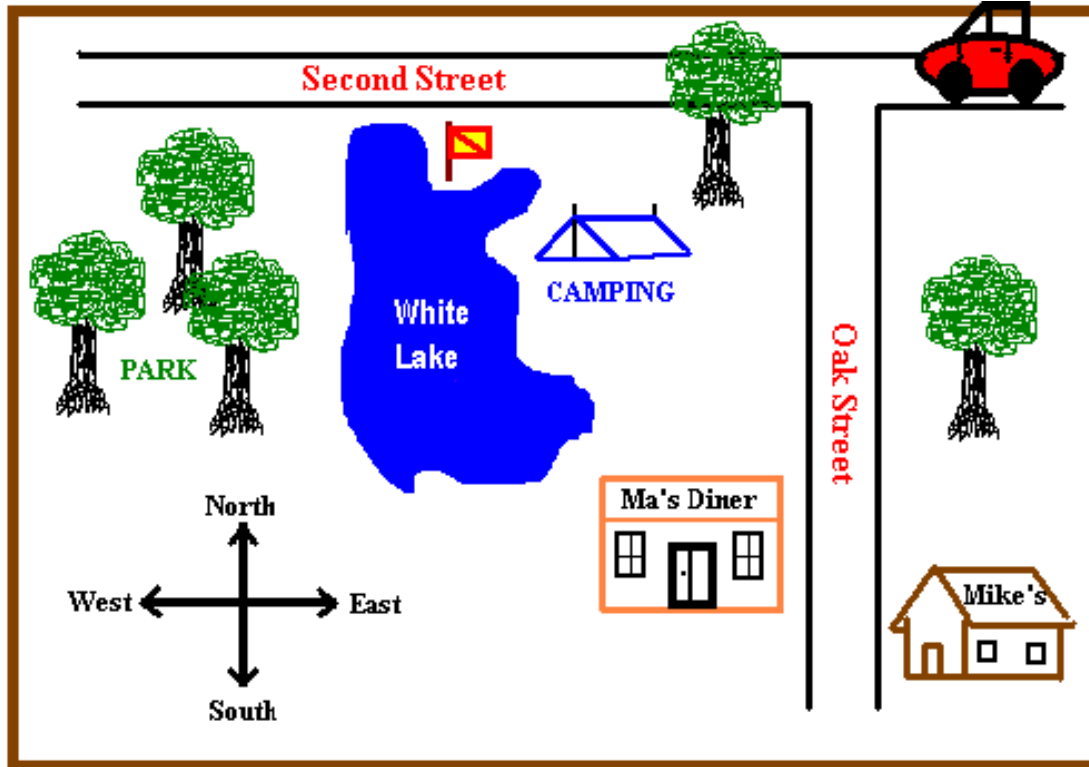 Second Street
White
Lake
CAMPING
PARK
Oak Street
Ma's Diner
North
West
East
South
Mike's